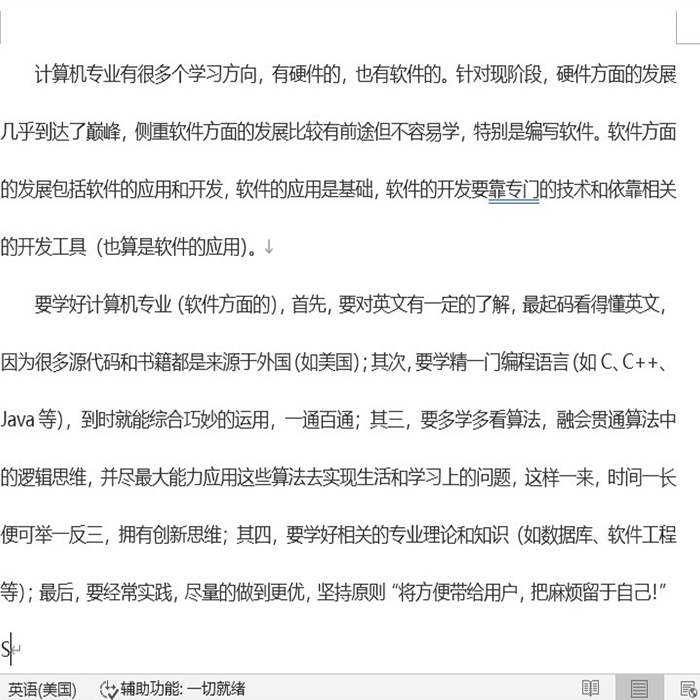 计算机专业有很多个学习方向，有硬件的，也有软件的。针对现阶段，硬件方面的发展
几乎到达了巅峰，侧重软件方面的发展比较有前途但不容易学，特别是编写软件。软件方面
的发展包括软件的应用和开发，软件的应用是基础，软件的开发要靠专门的技术和依靠相关
的开发工具（也算是软件的应用）。↓
要学好计算机专业（软件方面的），首先，要对英文有一定的了解，最起码看得懂英文，
因为很多源代码和书籍都是来源于外国(如美国)；其次，要学精一门编程语言（如 C、C++、
Java 等），到时就能综合巧妙的运用，一通百通；其三，要多学多看算法，融会贯通算法中
的逻辑思维，并尽最大能力应用这些算法去实现生活和学习上的问题，这样一来，时间一长
便可举一反三，拥有创新思维；其四，要学好相关的专业理论和知识（如数据库、软件工程
等）；最后，要经常实践，尽量的做到更优，坚持原则“将方便带给用户，把麻烦留于自己!”
S↵
英语(美国) 辅助功能: 一切就绪